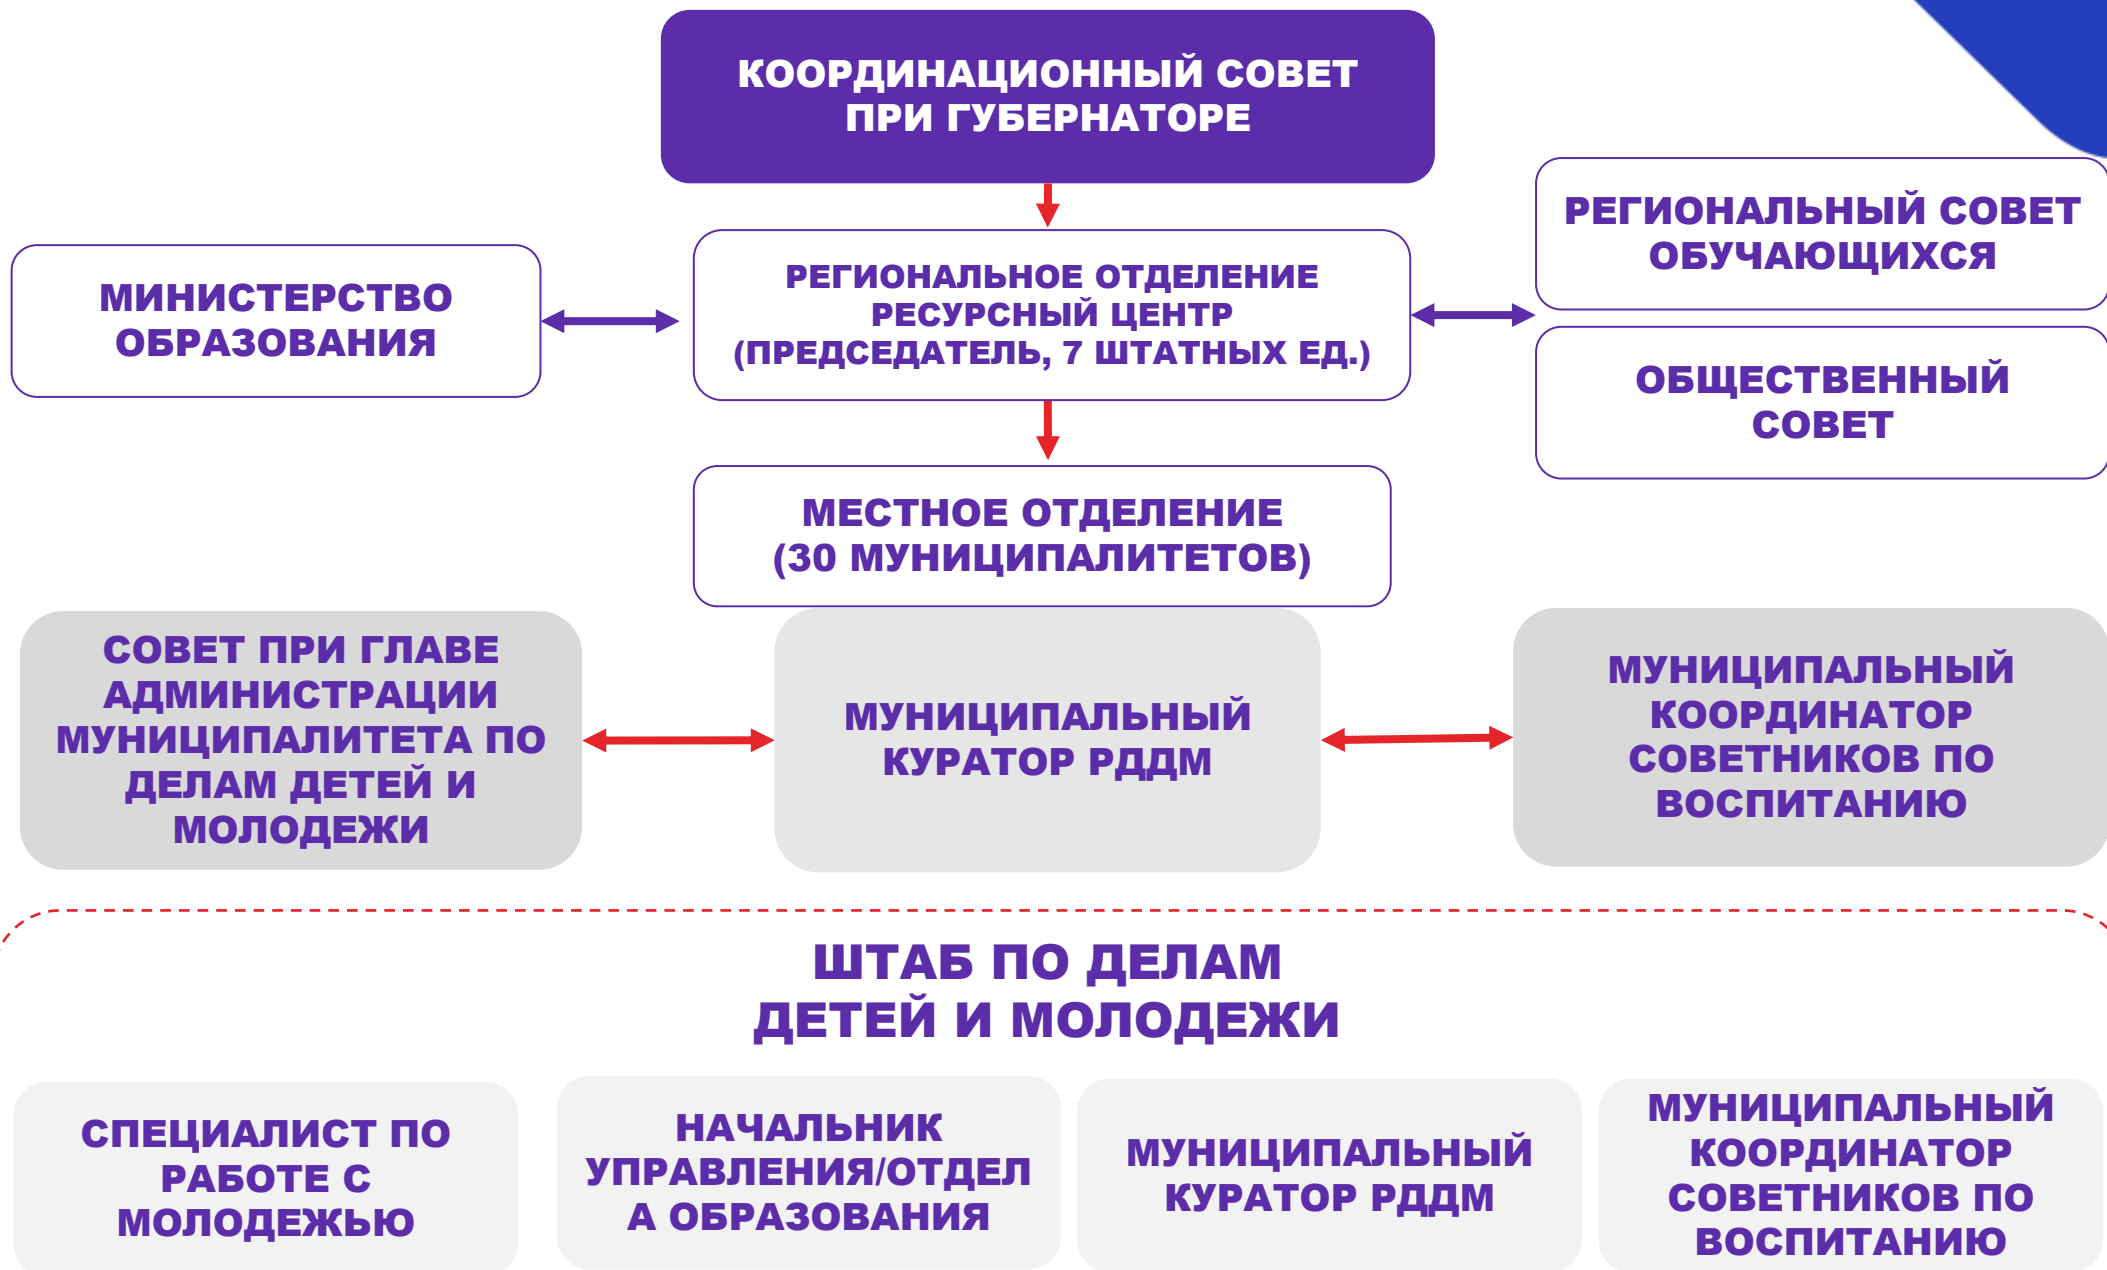 КООРДИНАЦИОННЫЙ СОВЕТ
ПРИ ГУБЕРНАТОРЕ
МИНИСТЕРСТВО
ОБРАЗОВАНИЯ
РЕГИОНАЛЬНОЕ ОТДЕЛЕНИЕ
РЕСУРСНЫЙ ЦЕНТР
(ПРЕДСЕДАТЕЛЬ, 7 ШТАТНЫХ ЕД.)
РЕГИОНАЛЬНЫЙ СОВЕТ
ОБУЧАЮЩИХСЯ
ОБЩЕСТВЕННЫЙ
СОВЕТ
МЕСТНОЕ ОТДЕЛЕНИЕ
(30 МУНИЦИПАЛИТЕТОВ)
СОВЕТ ПРИ ГЛАВЕ
АДМИНИСТРАЦИИ
МУНИЦИПАЛИТЕТА ПО
ДЕЛАМ ДЕТЕЙ И
МОЛОДЕЖИ
МУНИЦИПАЛЬНЫЙ
КУРАТОР РДДМ
МУНИЦИПАЛЬНЫЙ
КООРДИНАТОР
СОВЕТНИКОВ ПО
ВОСПИТАНИЮ
ШТАБ ПО ДЕЛАМ
ДЕТЕЙ И МОЛОДЕЖИ
СПЕЦИАЛИСТ ПО
РАБОТЕ С
МОЛОДЕЖЬЮ
НАЧАЛЬНИК
УПРАВЛЕНИЯ/ОТДЕЛ
А ОБРАЗОВАНИЯ
МУНИЦИПАЛЬНЫЙ
КУРАТОР РДДМ
МУНИЦИПАЛЬНЫЙ
КООРДИНАТОР
СОВЕТНИКОВ ПО
ВОСПИТАНИЮ